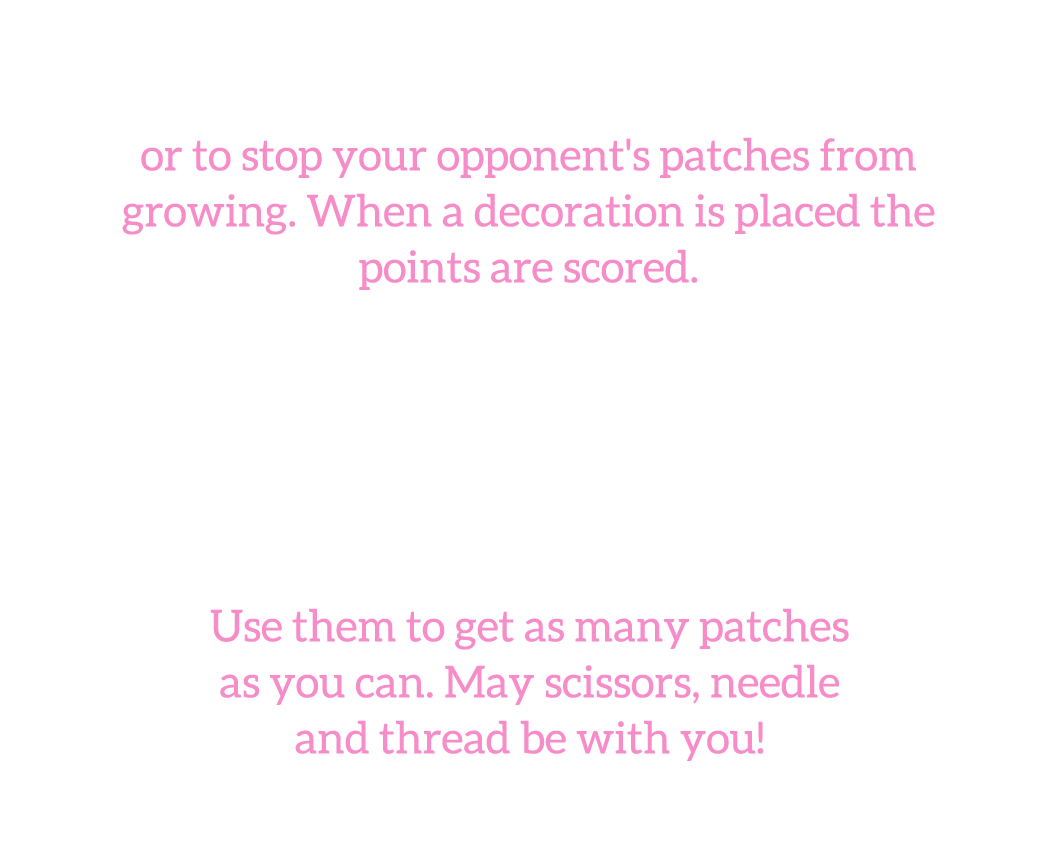 or to stop your opponent's patches from
growing. When a decoration is placed the
points are scored.
Use them to get as many patches
as you can. May scissors, needle
and thread be with you!